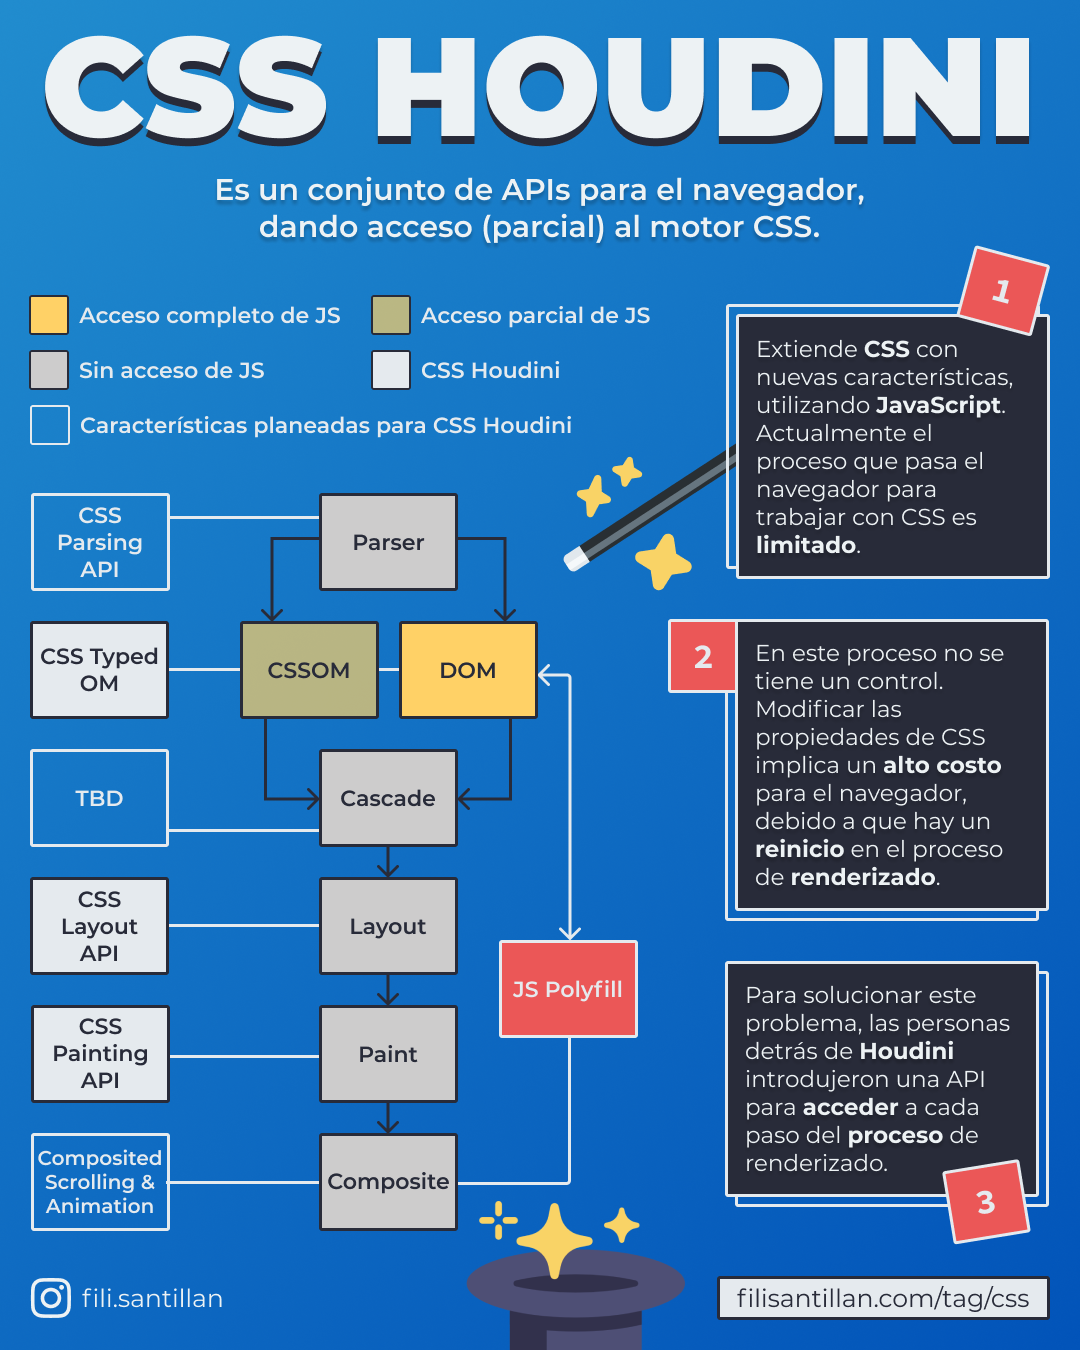 CSS HOUDINI
Es un conjunto de APIs para el navegador,
dando acceso (parcial) al motor CSS.
Acceso completo de JS
Acceso parcial de JS
Sin acceso de JS
CSS Houdini
Características planeadas para CSS Houdini
CSS
Parsing
API
Parser
CSS Typed
OM
CSSOM
DOM
TBD
Cascade
CSS
Layout
API
Layout
JS Polyfill
CSS
Painting
API
Paint
Composited
Scrolling &
Animation
Composite
1
Extiende CSS con
nuevas características,
utilizando JavaScript.
Actualmente el
proceso que pasa el
navegador para
trabajar con CSS es
limitado.
2
En este proceso no se
tiene un control.
Modificar las
propiedades de CSS
implica un alto costo
para el navegador,
debido a que hay un
reinicio en el proceso
de renderizado.
Para solucionar este
problema, las personas
detrás de Houdini
introdujeron una API
para acceder a cada
paso del proceso de
renderizado.
3
fili.santillan
filisantillan.com/tag/css